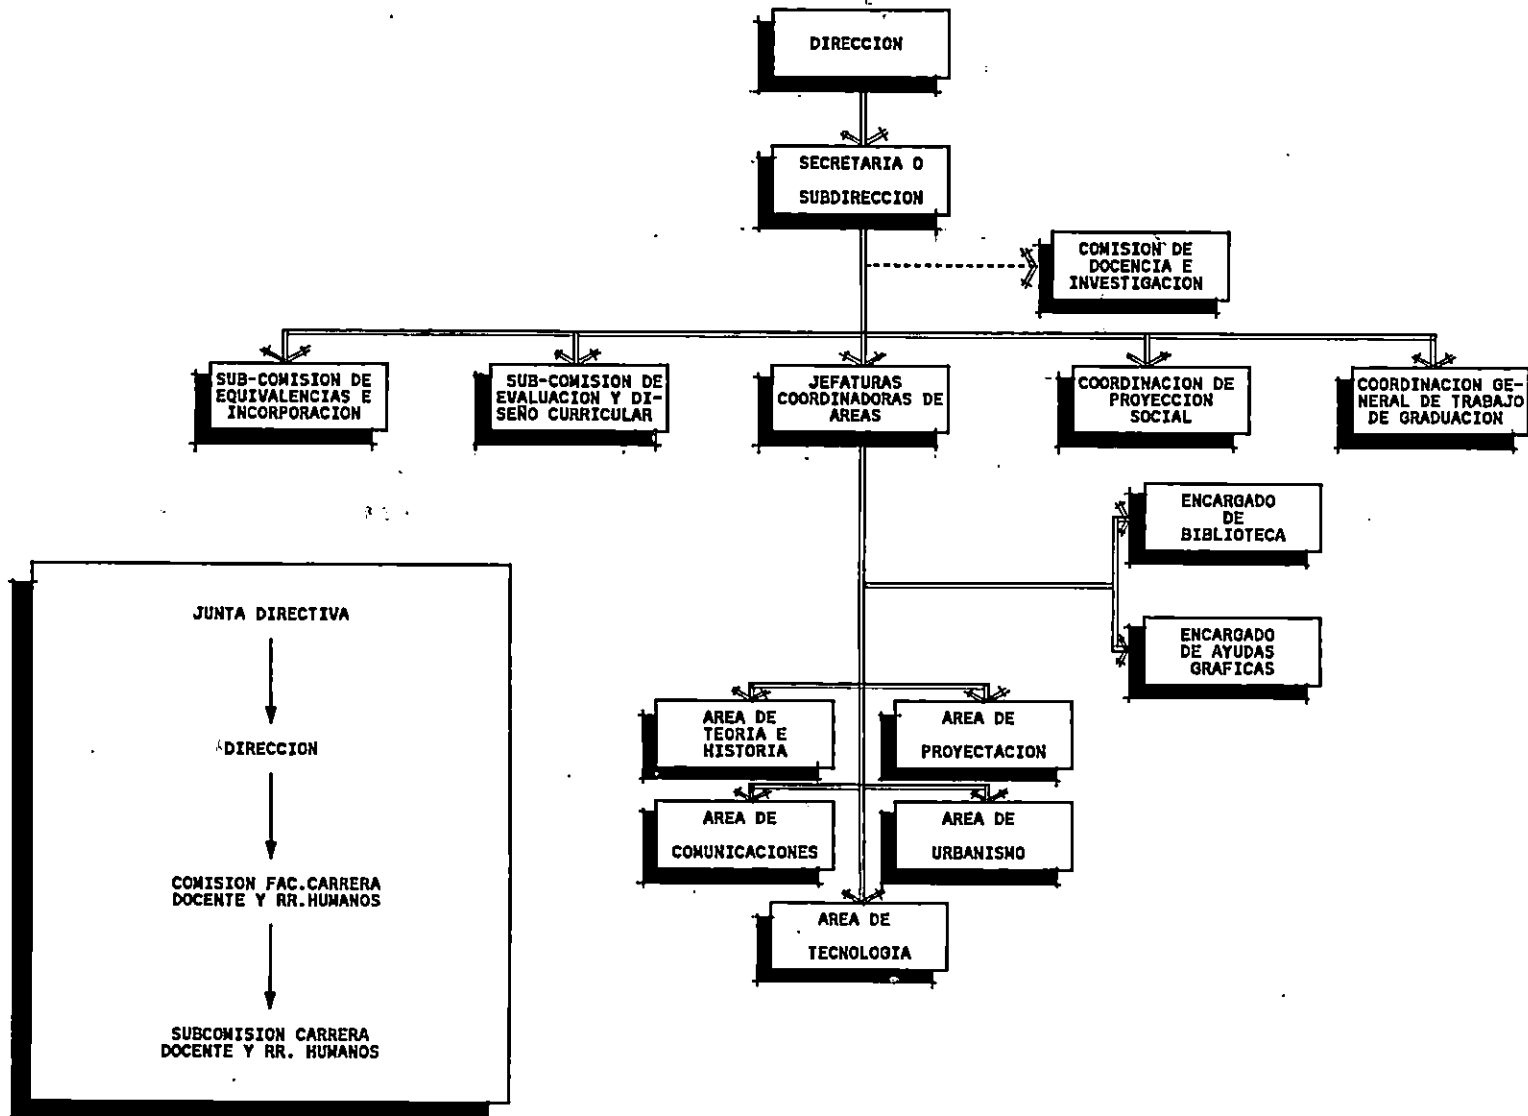 DIRECCION
SECRETARIA O
SUBDIRECCION
COMISION DE
DOCENCIA E
INVESTIGACION
SUB-COMISION DE
EQUIVALENCIAS E
INCORPORACION
SUB-COMISION DE
EVALUACION Y DI-
SEÑO CURRICULAR
JEFATURAS
COORDINADORAS DE
AREAS
COORDINACION DE
PROYECCION
SOCIAL
COORDINACION GE-
NERAL DE TRABAJO
DE GRADUACION
ENCARGADO
DE
BIBLIOTECA
ENCARGADO
DE AYUDAS
GRAFICAS
AREA DE
TEORIA E
HISTORIA
AREA DE
PROYECTACION
AREA DE
COMUNICACIONES
AREA DE
URBANISMO
AREA DE
TECNOLOGIA
JUNTA DIRECTIVA
DIRECCION
COMISION FAC.CARRERA
DOCENTE Y RR.HUMANOS
SUBCOMISION CARRERA
DOCENTE Y RR. HUMANOS